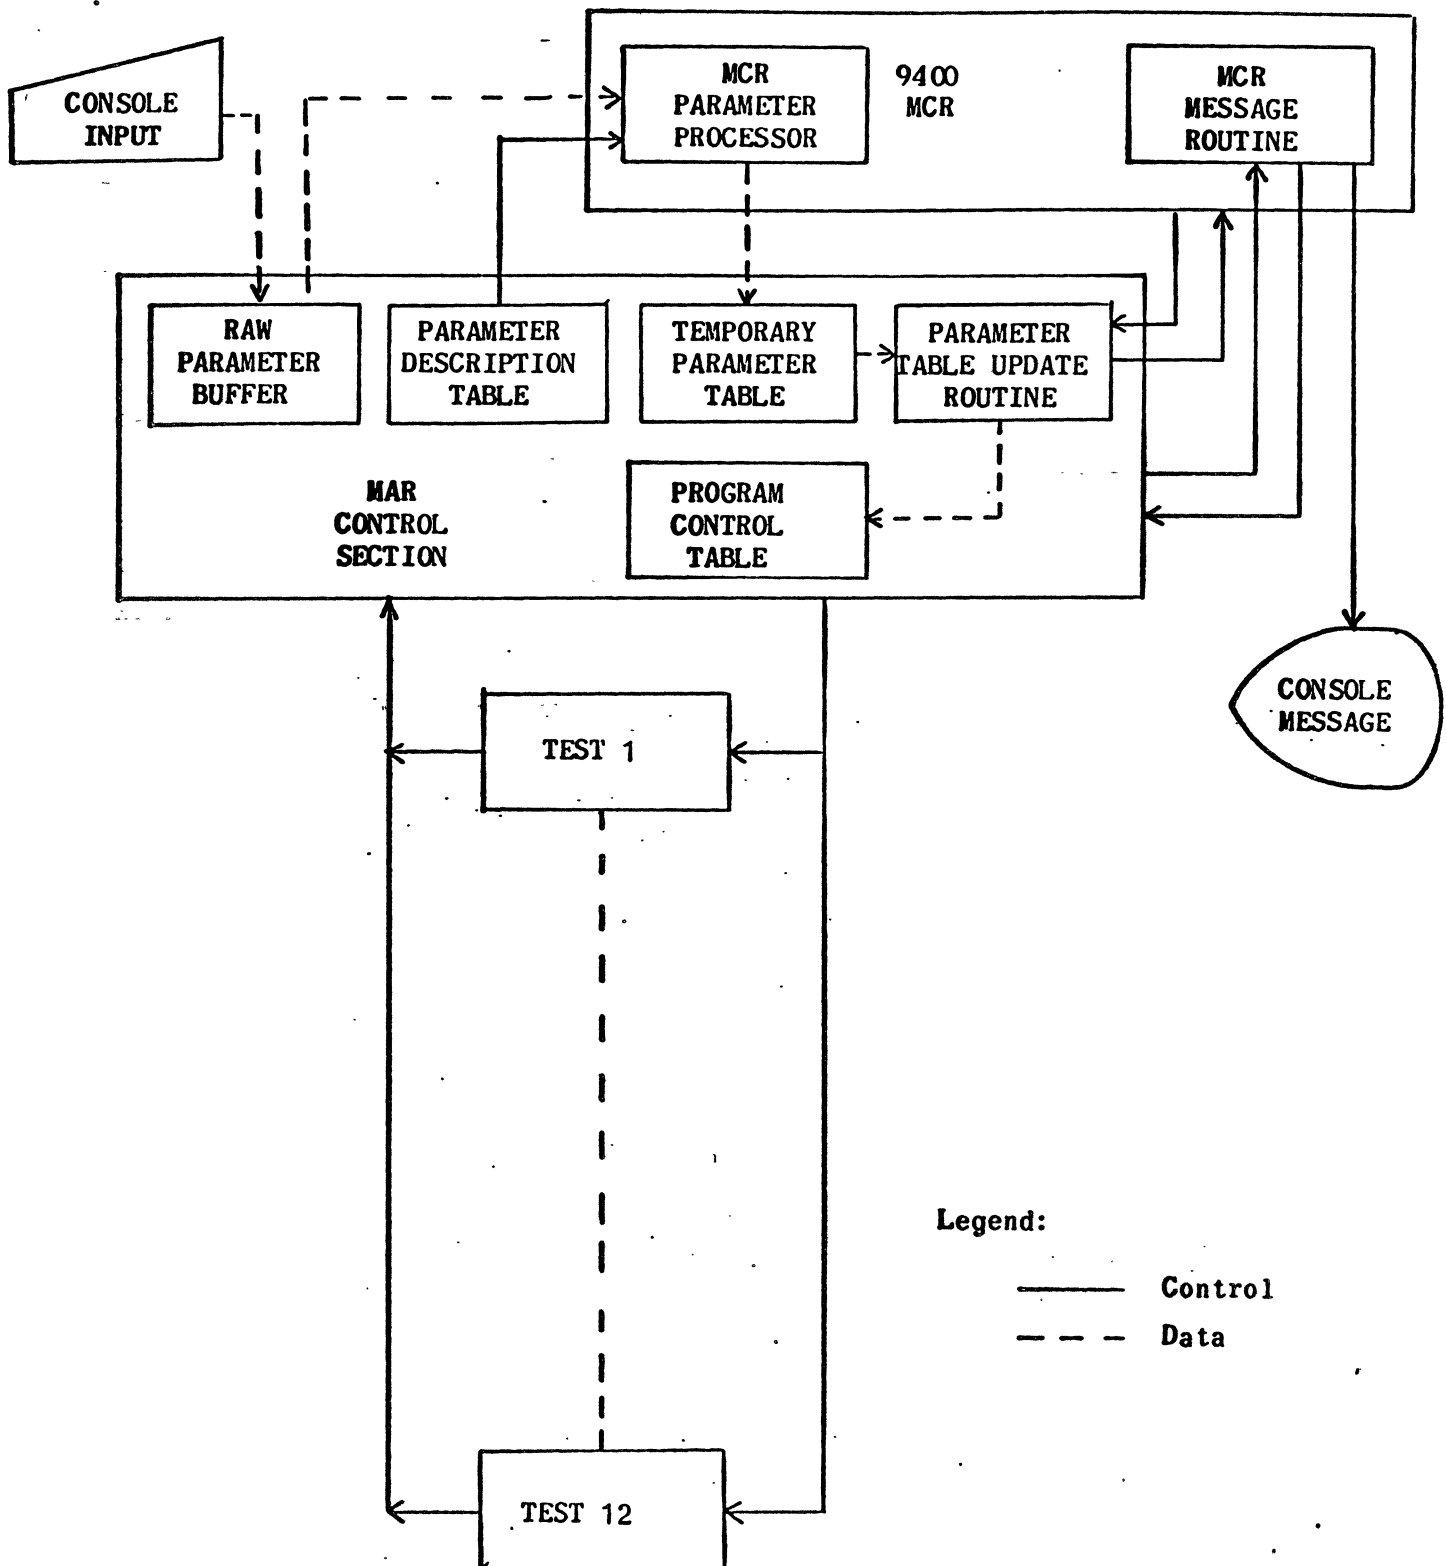 CONSOLE
INPUT
MCR
PARAMETER
PROCESSOR
9400
MCR
MCR
MESSAGE
ROUTINE
RAW
PARAMETER
BUFFER
PARAMETER
DESCRIPTION
TABLE
TEMPORARY
PARAMETER
TABLE
PARAMETER
TABLE UPDATE
ROUTINE
MAR
CONTROL
SECTION
PROGRAM
CONTROL
TABLE
CONSOLE
MESSAGE
TEST 1
Legend:
Control
Data
TEST 12